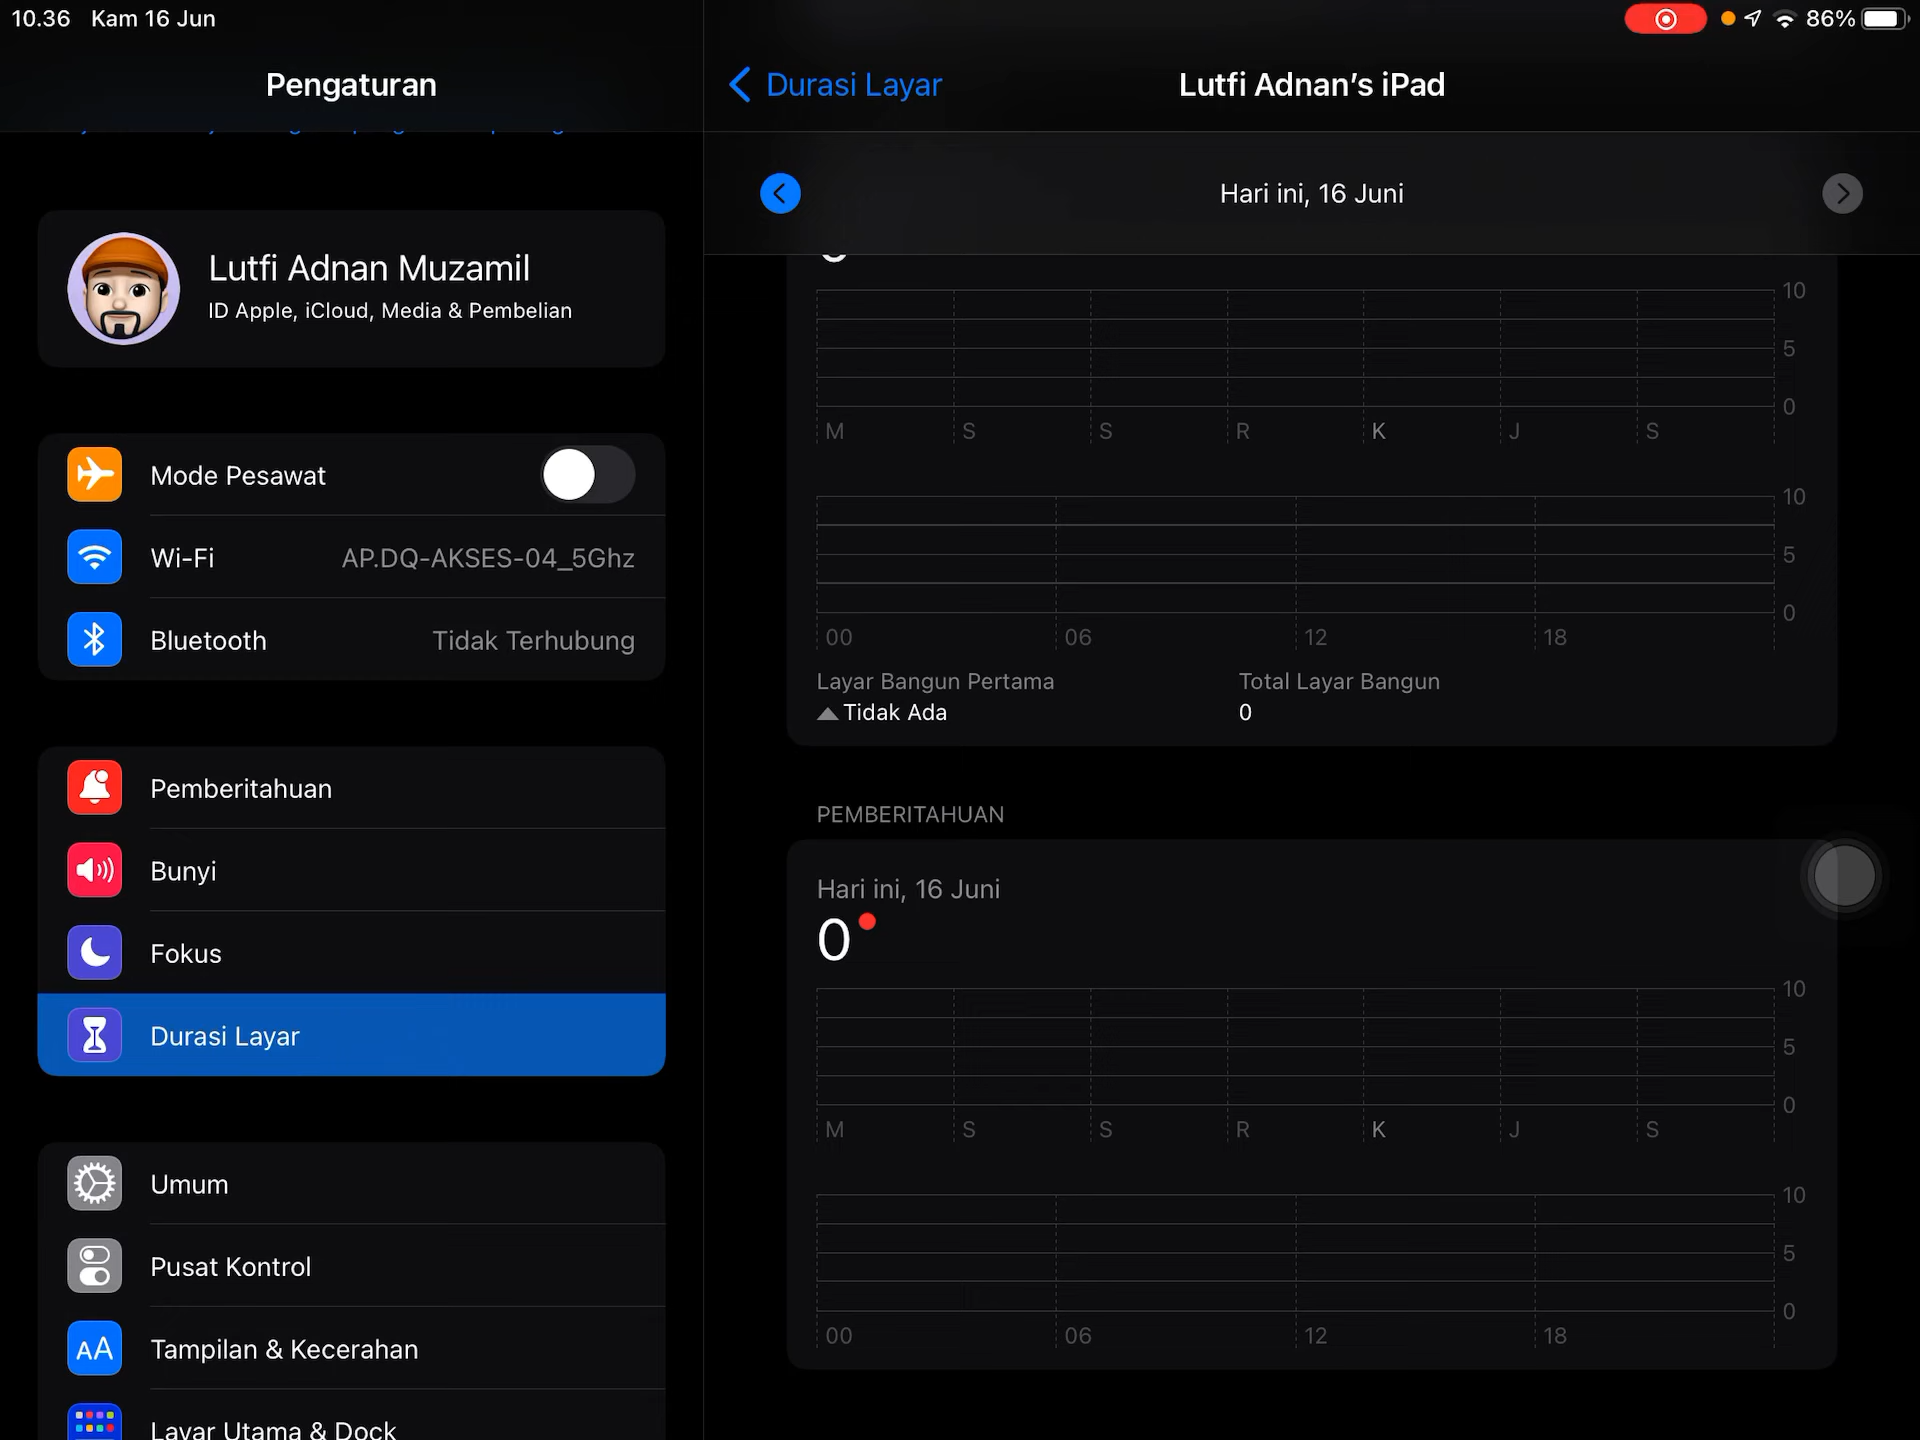 10.36 Kam 16 Jun
86%
Pengaturan
Lutfi Adnan Muzamil
ID Apple, iCloud, Media & Pembelian
Mode Pesawat
Wi-Fi AP.DQ-AKSES-04_5Ghz
Bluetooth Tidak Terhubung
Pemberitahuan
Bunyi
Fokus
Durasi Layar
Umum
Pusat Kontrol
AA Tampilan & Kecerahan
Layar Utama & Dock
Durasi Layar
Lutfi Adnan’s iPad
Hari ini, 16 Juni
10
5
0
M S S R K J S
10
5
0
00 06 12 18
Layar Bangun Pertama Total Layar Bangun
Tidak Ada 0
PEMBERITAHUAN
Hari ini, 16 Juni
0
10
5
0
M S S R K J S
10
5
0
00 06 12 18